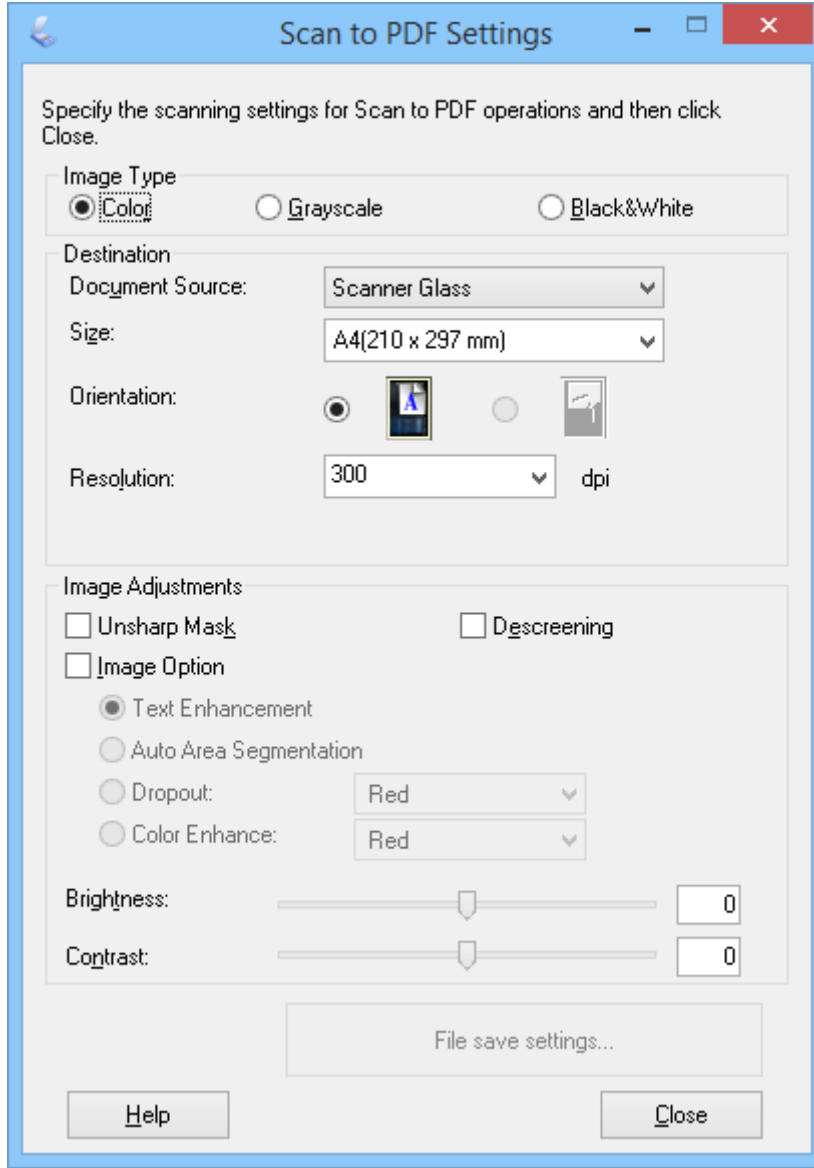 Scan to PDF Settings
Specify the scanning settings for Scan to PDF operations and then click
Close.
Image Type
Color Grayscale Black&White
Destination
Document Source: Scanner Glass
Size: A4(210 x 297 mm)
Orientation: A
Resolution: 300 dpi
Image Adjustments
Unsharp Mask Descreening
Image Option
Text Enhancement
Auto Area Segmentation
Dropout: Red
Color Enhance: Red
Brightness: 0
Contrast: 0
File save settings...
Help Close